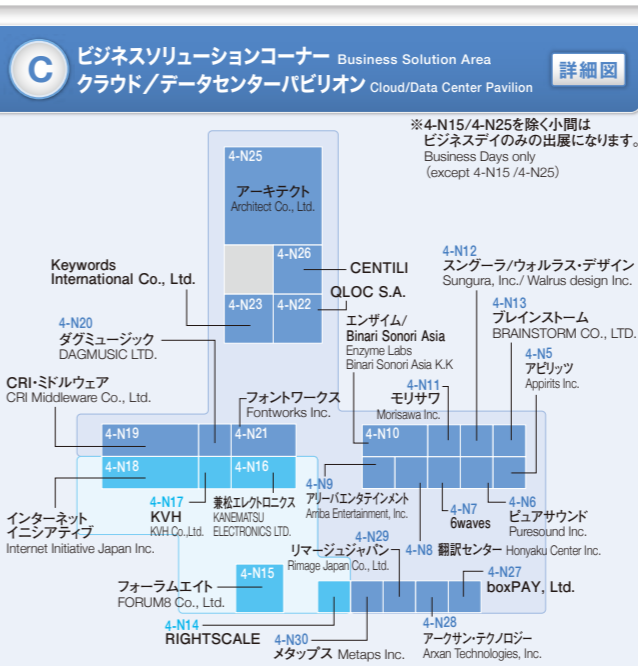 C
ビジネスソリューションコーナー Business Solution Area
クラウド／データセンターパビリオン Cloud/Data Center Pavilion
詳細図
※4-N15/4-N25を除く小間は
ビジネスデイのみの出展になります。
Business Days only
（except 4-N15 /4-N25）
4-N25
アーキテクト
Architect Co., Ltd.
4-N26
CENTILI
4-N23
4-N22
QLOC S.A.
Keywords
International Co., Ltd.
4-N20
ダグミュージック
DAGMUSIC LTD.
CRI・ミドルウェア
CRI Middleware Co., Ltd.
フォントワークス
Fontworks Inc.
エンザイム/
Binari Sonori Asia
Enzyme Labs
Binari Sonori Asia K.K
4-N12
スングーラ/ウォルラス・デザイン
Sungura, Inc./ Walrus design Inc.
4-N13
ブレインストーム
BRAINSTORM CO., LTD.
4-N5
アピリッツ
Appirits Inc.
4-N11
モリサワ
Morisawa Inc.
4-N19
4-N21
4-N10
4-N18
4-N16
インターネット
イニシアティブ
Internet Initiative Japan Inc.
4-N17
KVH
KVH Co.,Ltd.
兼松エレクトロニクス
KANEMATSU
ELECTRONICS LTD.
4-N9
アリーバエンタテインメント
Arriba Entertainment, Inc.
4-N8 翻訳センター Honyaku Center Inc.
4-N7
6waves
4-N6
ピュアサウンド
Puresound Inc.
4-N29
リマージュジャパン
Rimage Japan Co., Ltd.
4-N15
フォーラムエイト
FORUM8 Co., Ltd.
4-N14
RIGHTSCALE
4-N30
メタップス Metaps Inc.
4-N27
boxPAY, Ltd.
4-N28
アークサン・テクノロジー
Arxan Technologies, Inc.